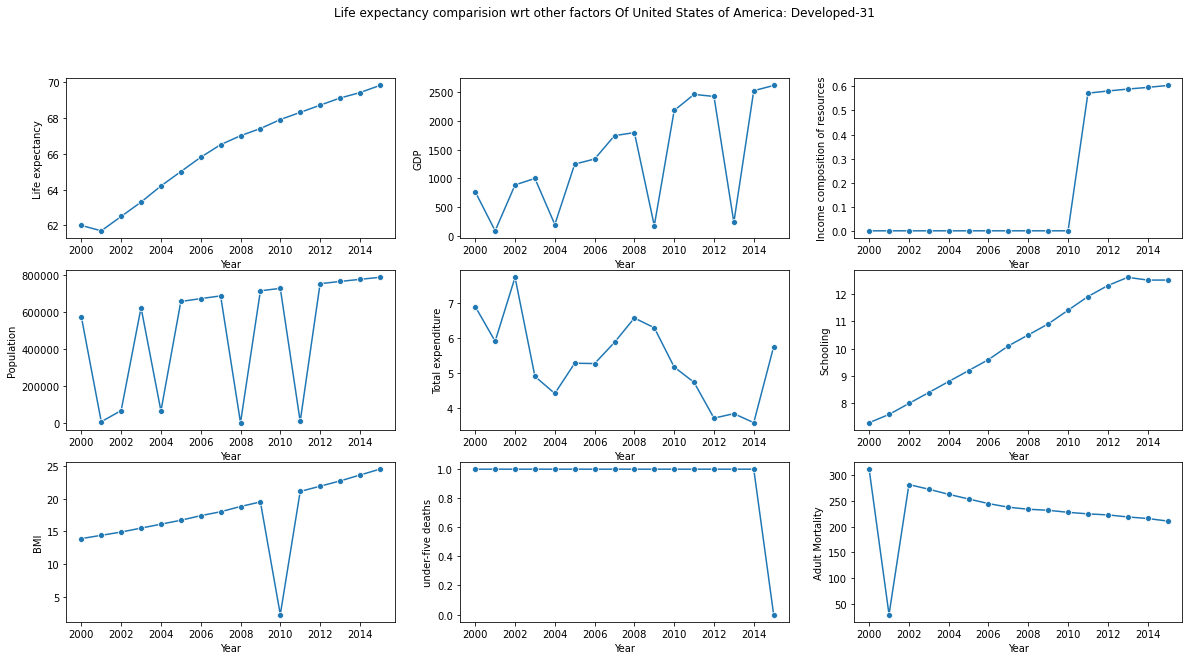 Life expectancy comparision wrt other factors Of United States of America: Developed-31
Life expectancy
70
68
66
64
62
2000 2002 2004 2006 2008 2010 2012 2014
Year
GDP
2500
2000
1500
1000
500
0
2000 2002 2004 2006 2008 2010 2012 2014
Year
Income composition of resources
0.6
0.5
0.4
0.3
0.2
0.1
0.0
2000 2002 2004 2006 2008 2010 2012 2014
Year
Population
800000
600000
400000
200000
0
2000 2002 2004 2006 2008 2010 2012 2014
Year
Total expenditure
7
6
5
4
2000 2002 2004 2006 2008 2010 2012 2014
Year
Schooling
12
11
10
9
8
2000 2002 2004 2006 2008 2010 2012 2014
Year
BMI
25
20
15
10
5
2000 2002 2004 2006 2008 2010 2012 2014
Year
under-five deaths
1.0
0.8
0.6
0.4
0.2
0.0
2000 2002 2004 2006 2008 2010 2012 2014
Year
Adult Mortality
300
250
200
150
100
50
2000 2002 2004 2006 2008 2010 2012 2014
Year